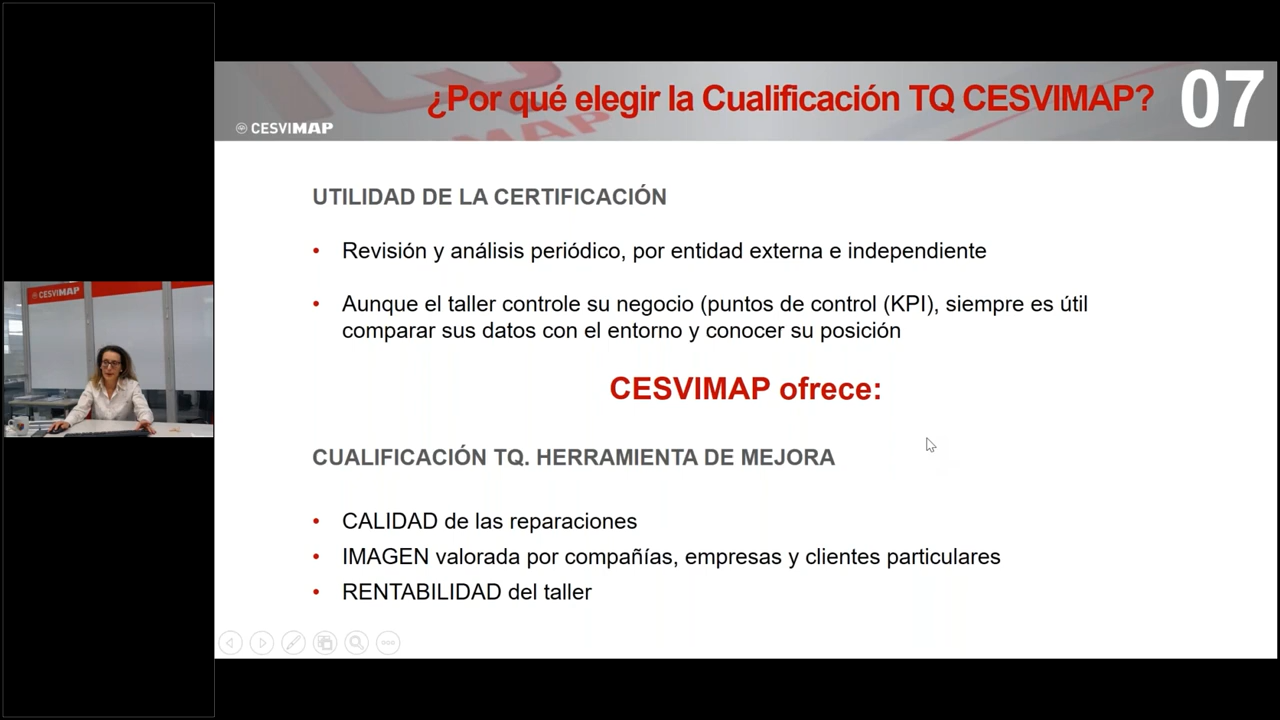 ¿Por qué elegir la Cualificación TQ CESVIMAP?
07
CESVIMAP
UTILIDAD DE LA CERTIFICACIÓN
• Revisión y análisis periódico, por entidad externa e independiente
• Aunque el taller controle su negocio (puntos de control (KPI), siempre es útil
comparar sus datos con el entorno y conocer su posición
CESVIMAP ofrece:
CESVIMAP
CUALIFICACIÓN TQ. HERRAMIENTA DE MEJORA
• CALIDAD de las reparaciones
• IMAGEN valorada por compañías, empresas y clientes particulares
• RENTABILIDAD del taller